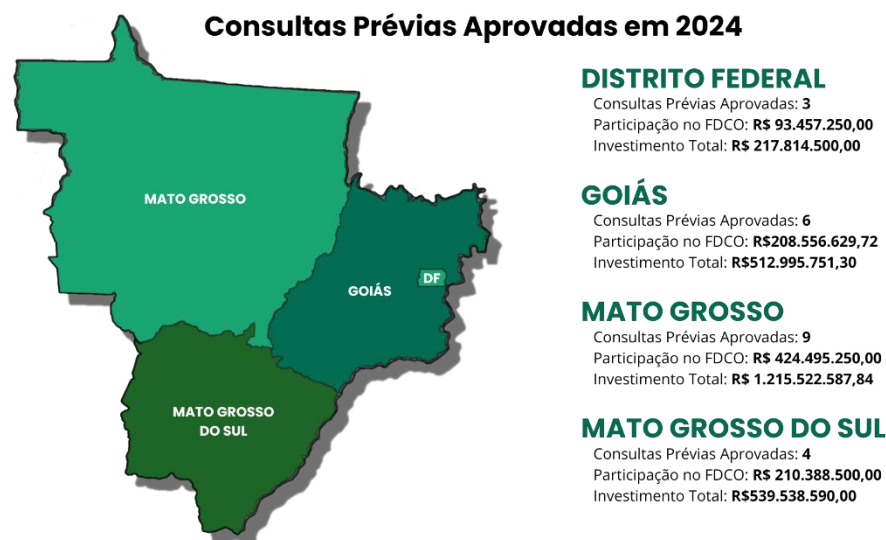 Consultas Prévias Aprovadas em 2024
DISTRITO FEDERAL
Consultas Prévias Aprovadas: 3
Participação no FDCO: R$ 93.457.250,00
Investimento Total: R$ 217.814.500,00
GOIÁS
Consultas Prévias Aprovadas: 6
Participação no FDCO: R$208.556.629,72
Investimento Total: R$512.995.751,30
MATO GROSSO
Consultas Prévias Aprovadas: 9
Participação no FDCO: R$ 424.495.250,00
Investimento Total: R$ 1.215.522.587,84
MATO GROSSO DO SUL
Consultas Prévias Aprovadas: 4
Participação no FDCO: R$ 210.388.500,00
Investimento Total: R$539.538.590,00
MATO GROSSO
GOIÁS
DF
MATO GROSSO
DO SUL